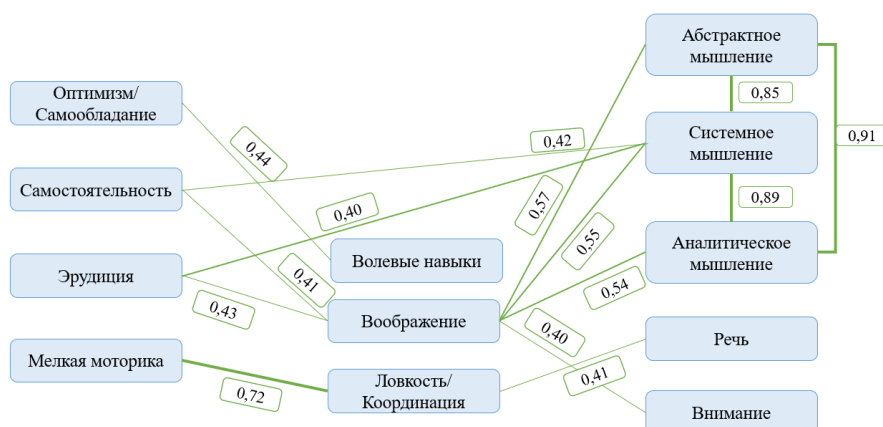 Абстрактное
мышление
Оптимизм/
Самообладание
0,85
0,44
0,42
Системное
мышление
0,91
Самостоятельность
0,57
0,89
0,40
0,55
Аналитическое
мышление
Волевые навыки
Эрудиция
0,41
0,54
0,43
Воображение
0,40
Речь
Мелкая моторика
0,41
Ловкость/
Координация
0,72
Внимание